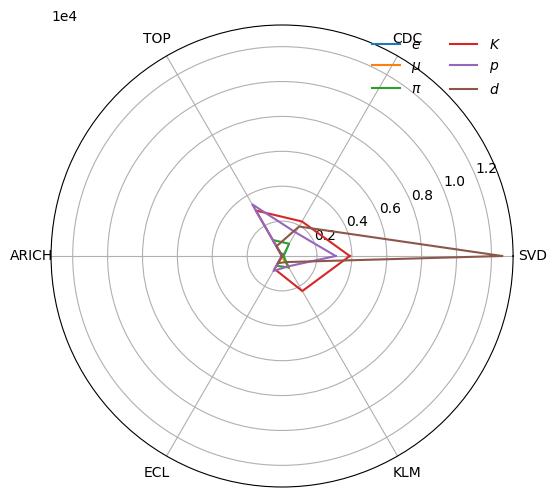 1e4
TOP
CDC
e K
μ p
π d
1.2
1.0
0.8
0.6
0.4
0.2
ARICH
SVD
ECL
KLM